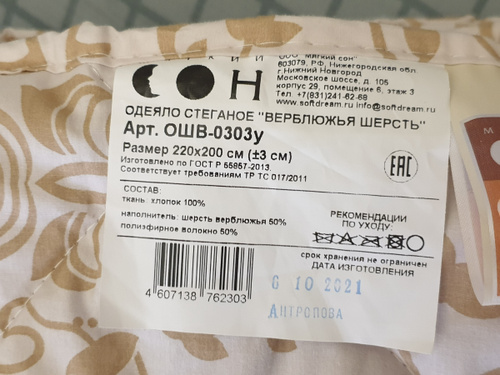 МЯГКИЙ
СОН
ООО "Мягкий сон"
603079, РФ, Нижегородская обл.
г.Нижний Новгород
Московское шоссе, д. 105
корпус 29, помещение 6, этаж 3
Тел. +7(831)241-62-68
www.softdream.ru info@softdream.ru
ОДЕЯЛО СТЕГАНОЕ "ВЕРБЛЮЖЬЯ ШЕРСТЬ"
Арт. ОШВ-0303у
Размер 220х200 см (±3 см)
Изготовлено по ГОСТ Р 55857-2013.
Соответствует требованиям ТР ТС 017/2011
ЕАС
СОСТАВ:
ткань: хлопок 100%
наполнитель: шерсть верблюжья 50%
полиэфирное волокно 50%
РЕКОМЕНДАЦИИ
ПО УХОДУ:
срок хранения не ограничен
ДАТА ИЗГОТОВЛЕНИЯ
6 10 2021
АНТРОПОВА
4 607138 762303